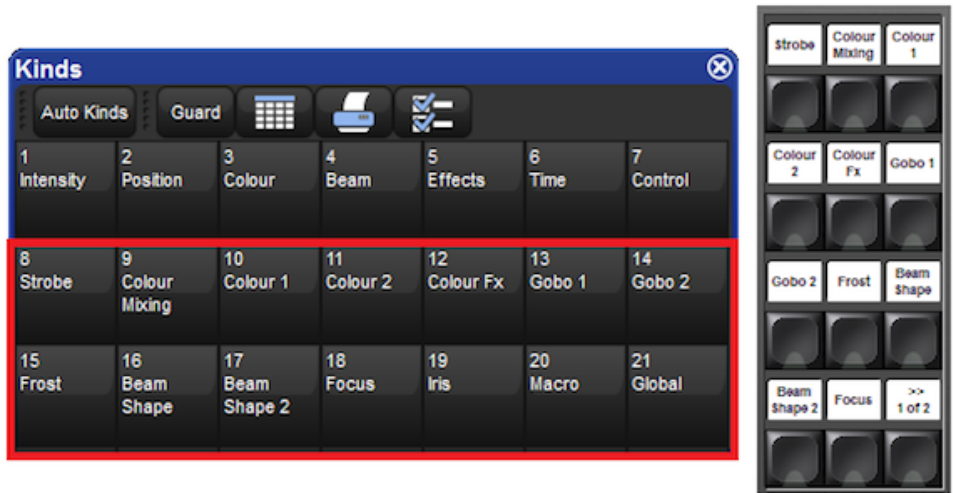 Kinds
Auto Kinds Guard
1 2 3 4 5 6 7
Intensity Position Colour Beam Effects Time Control
8 9 10 11 12 13 14
Strobe Colour Colour 1 Colour 2 Colour Fx Gobo 1 Gobo 2
Mixing
15 16 17 18 19 20 21
Frost Beam Beam Focus Iris Macro Global
Shape Shape 2
Strobe Colour Colour
Mixing 1
Colour Colour Gobo 1
2 Fx
Gobo 2 Frost Beam
Shape
Beam Focus >>
Shape 2 1 of 2